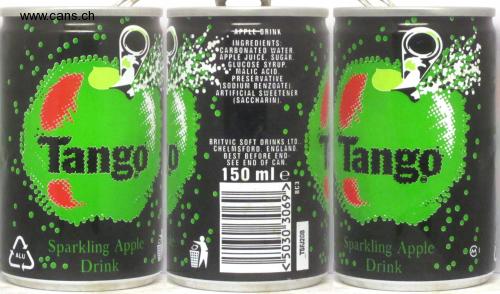 www.cans.ch
Tango
Sparkling Apple
Drink
ALU
APPLE DRINK
INGREDIENTS:
CARBONATED WATER,
APPLE JUICE, SUGAR,
GLUCOSE SYRUP,
MALIC ACID,
PRESERVATIVE
(SODIUM BENZOATE)
ARTIFICIAL SWEETENER
(SACCHARIN).
BRITVIC SOFT DRINKS LTD.,
CHELMSFORD, ENGLAND.
BEST BEFORE END-
SEE END OF CAN.
150 ml e
50303069
BC3
Tango
Sparkling Apple
Drink